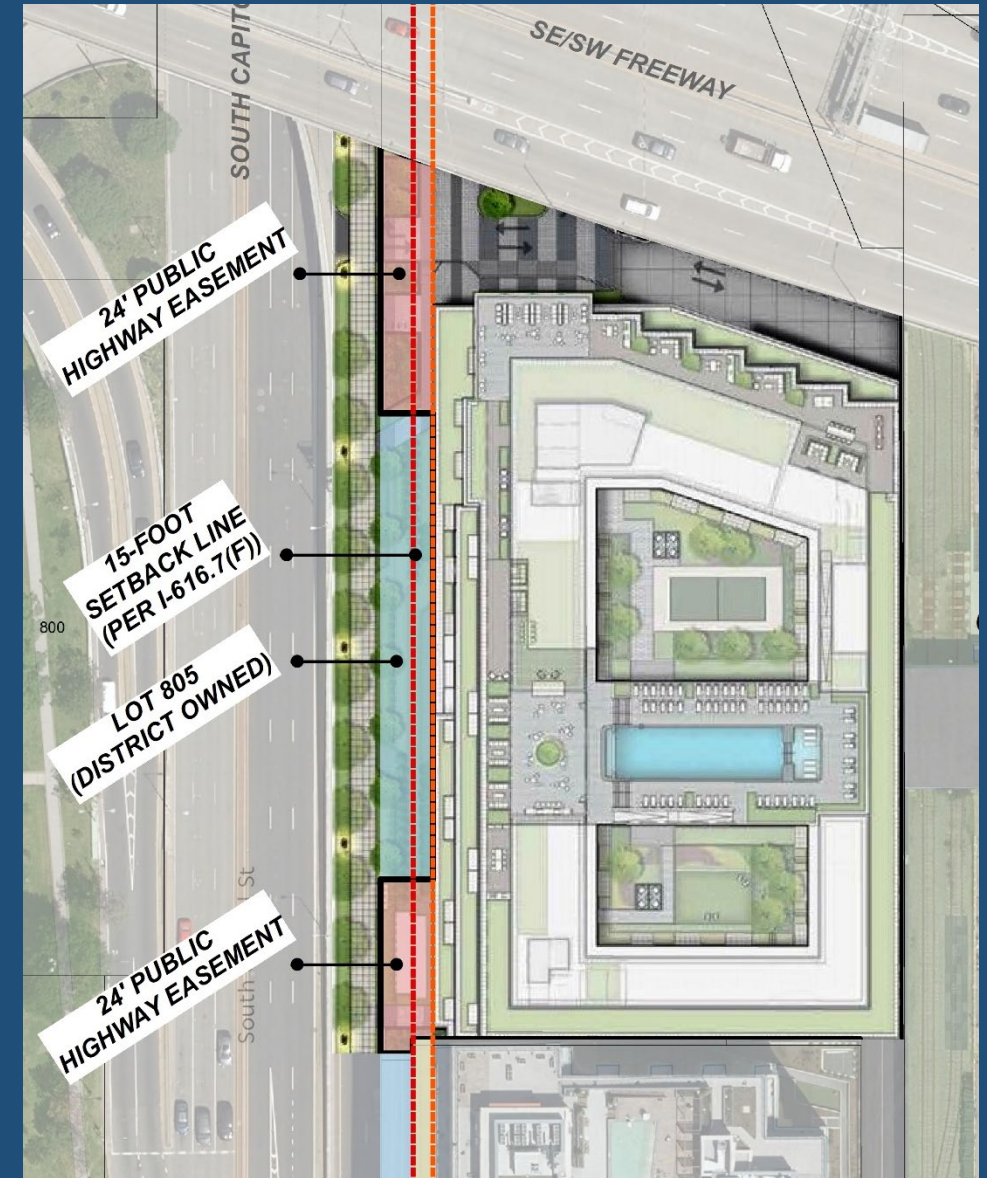 SOUTH CAPITO
SE/SW FREEWAY
24' PUBLIC
HIGHWAY EASEMENT
15-FOOT
SETBACK LINE
(PER I-616.7(F))
800
LOT 805
(DISTRICT OWNED)
South
St
24' PUBLIC
HIGHWAY EASEMENT
South